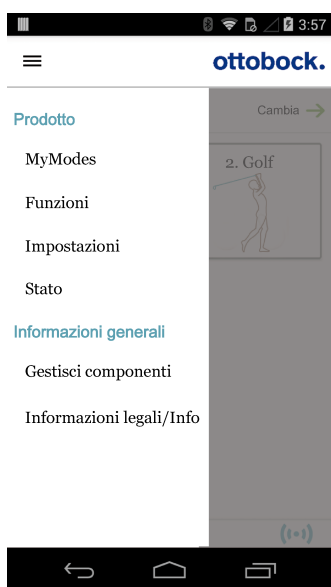 3:57
ottobock.
Prodotto
Cambia
MyModes
2. Golf
Funzioni
Impostazioni
Stato
Informazioni generali
Gestisci componenti
Informazioni legali/Info